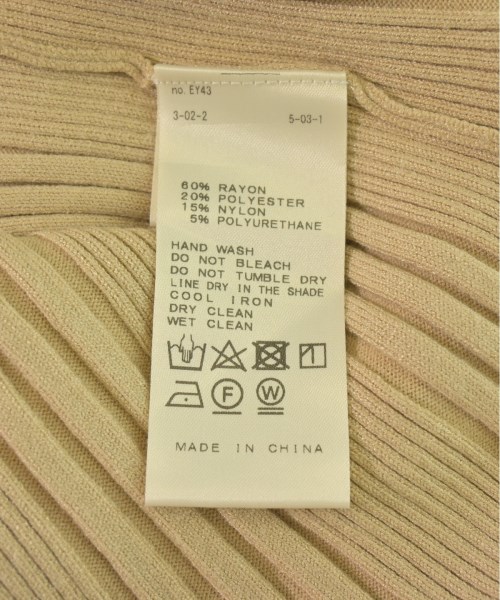 no. EY43
3-02-2 5-03-1
60% RAYON
20% POLYESTER
15% NYLON
5% POLYURETHANE
HAND WASH
DO NOT BLEACH
DO NOT TUMBLE DRY
LINE DRY IN THE SHADE
COOL IRON
DRY CLEAN
WET CLEAN
F W
MADE IN CHINA